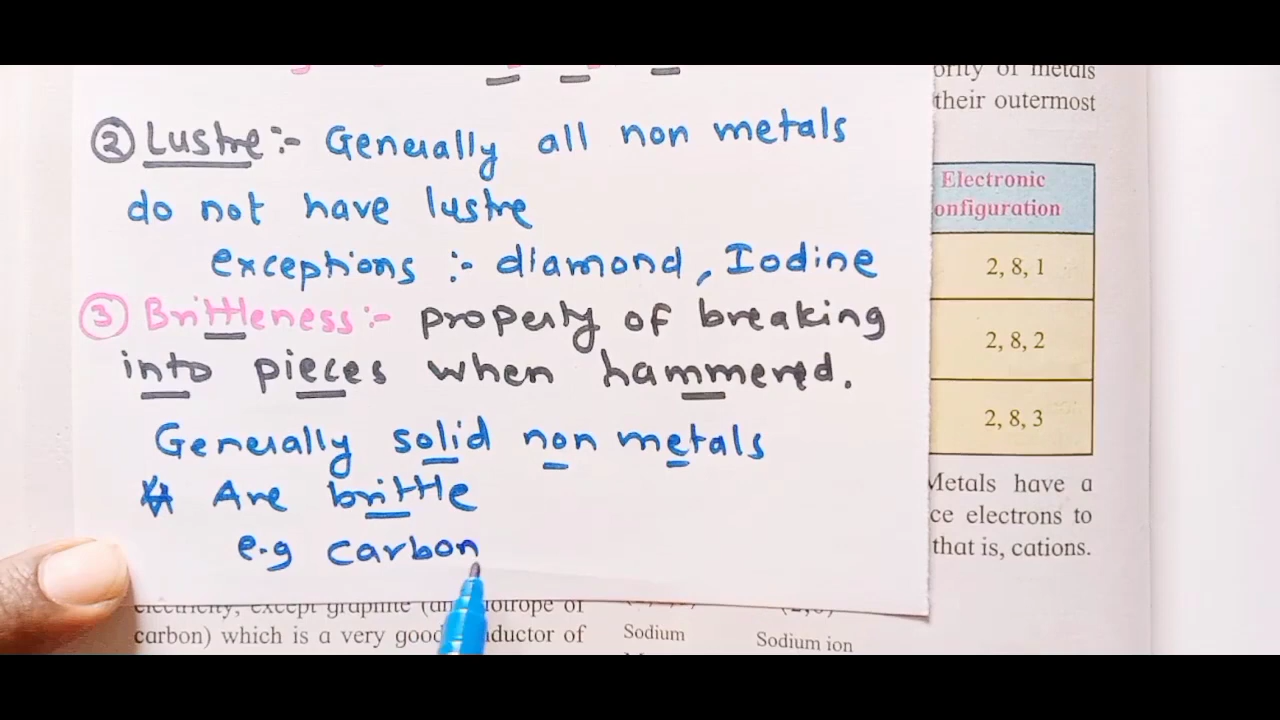 ority of metals
their outermost
② Lustre :- Generally all non metals
do not have lustre
exceptions :- diamond, Iodine
③ Brittleness :- property of breaking
into pieces when hammered.
Generally solid non metals
Are brittle
e.g carbon
Electronic
onfiguration
2, 8, 1
2, 8, 2
2, 8, 3
Metals have a
ce electrons to
that is, cations.
electricity, except graphite (an otrope of
carbon) which is a very good ductor of
Sodium
Sodium ion